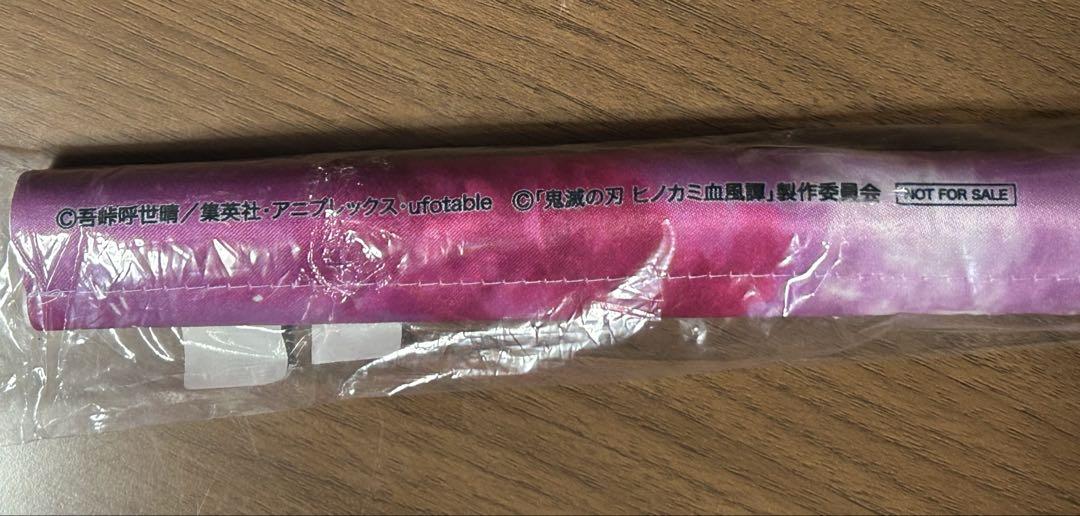 ©吾峠呼世晴／集英社・アニプレックス・ufotable ©「鬼滅の刃 ヒノカミ血風譚」製作委員会 NOT FOR SALE